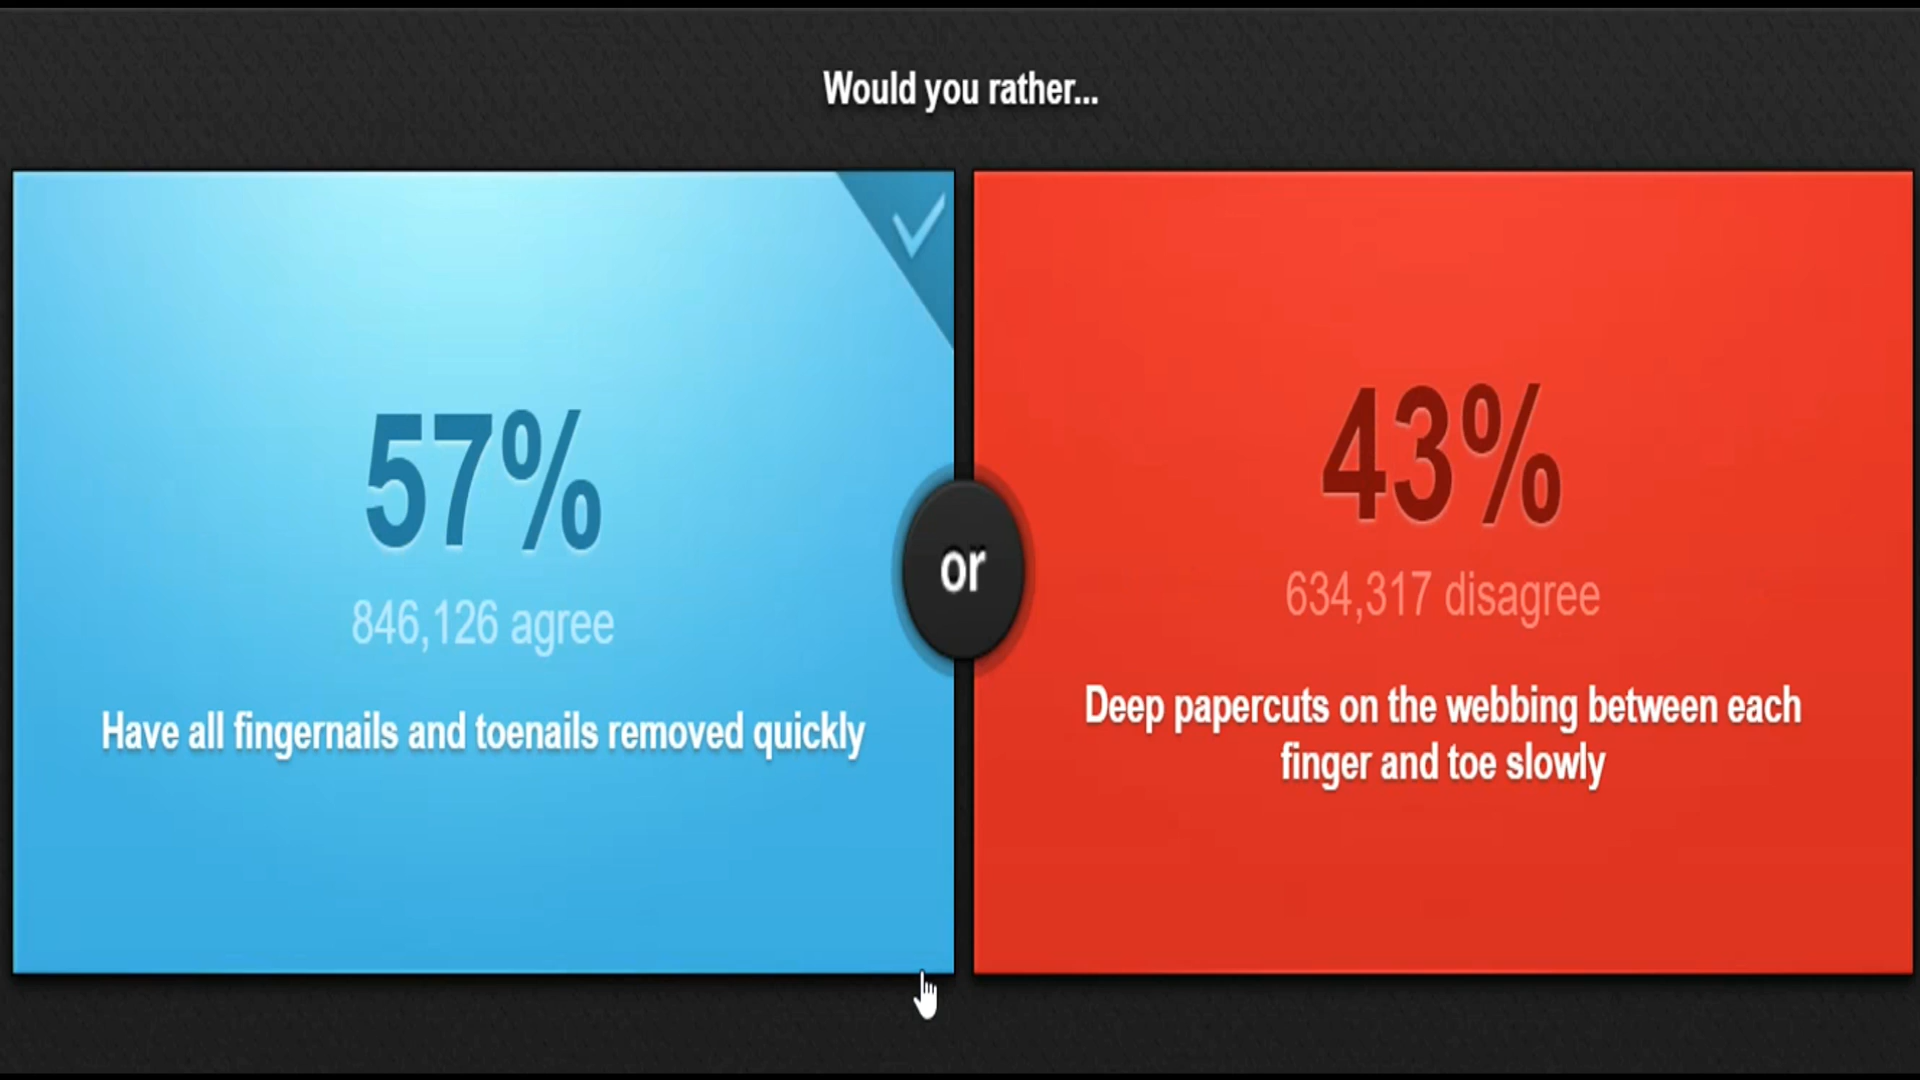 Would you rather...
57%
846,126 agree
Have all fingernails and toenails removed quickly
or
43%
634,317 disagree
Deep papercuts on the webbing between each
finger and toe slowly